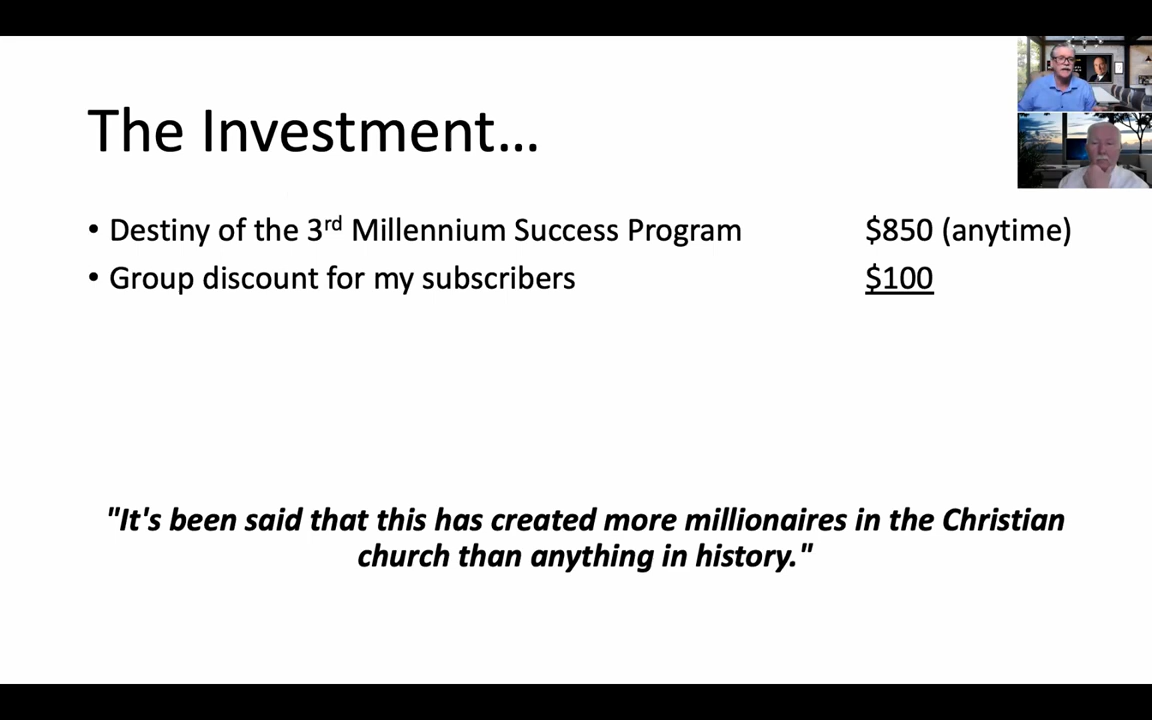 The Investment...
• Destiny of the 3rd Millennium Success Program $850 (anytime)
• Group discount for my subscribers $100
"It's been said that this has created more millionaires in the Christian
church than anything in history."